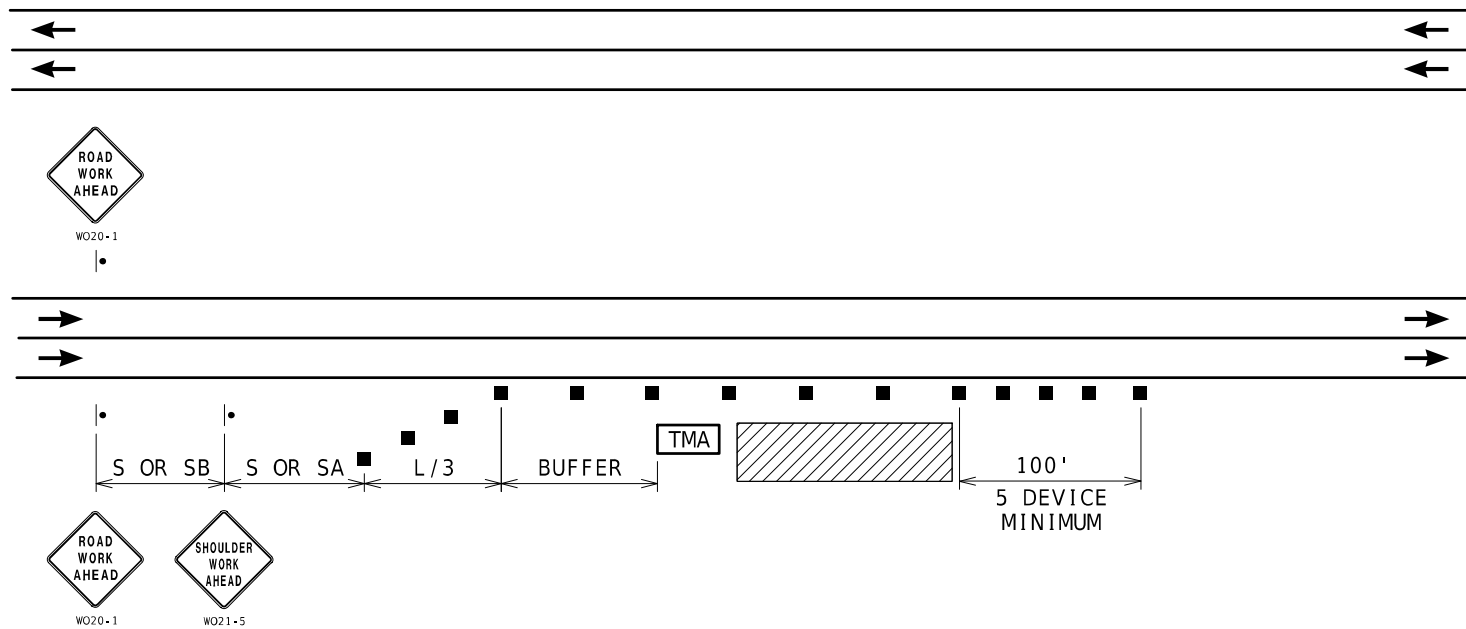 ROAD
WORK
AHEAD
WO20-1
S OR SB
S OR SA
L/3
BUFFER
TMA
100'
5 DEVICE
MINIMUM
ROAD
WORK
AHEAD
WO20-1
SHOULDER
WORK
AHEAD
WO21-5